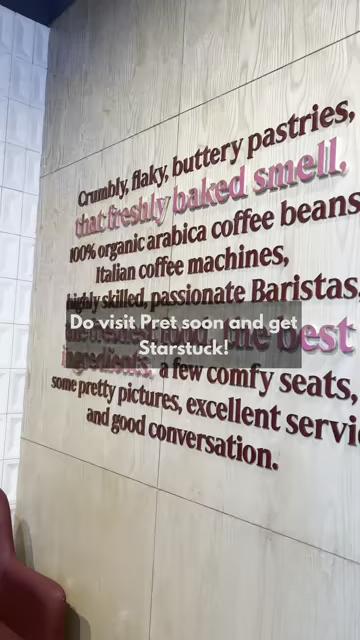 Crumbly, flaky, buttery pastries,
that freshly baked smell,
100% organic arabica coffee beans
Italian coffee machines,
highly skilled, passionate Baristas,
the best
Do visit Pret soon and get
Starstuck!
ingredients, a few comfy seats,
some pretty pictures, excellent servi
and good conversation.